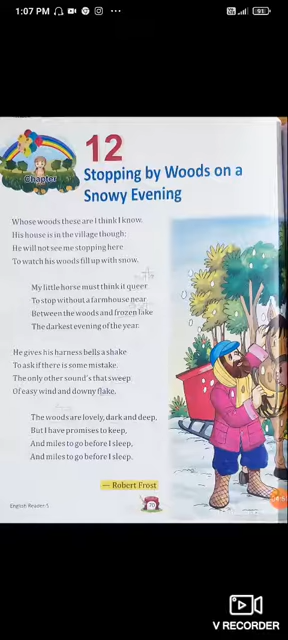 1:07 PM
91
Chapter
12
Stopping by Woods on a
Snowy Evening
Whose woods these are I think I know.
His house is in the village though;
He will not see me stopping here
To watch his woods fill up with snow.
My little horse must think it queer
To stop without a farmhouse near
Between the woods and frozen lake
The darkest evening of the year.
He gives his harness bells a shake
To ask if there is some mistake.
The only other sound's that sweep
Of easy wind and downy flake.
The woods are lovely, dark and deep,
But I have promises to keep,
And miles to go before I sleep,
And miles to go before I sleep.
— Robert Frost
English Reader-5
70
V RECORDER